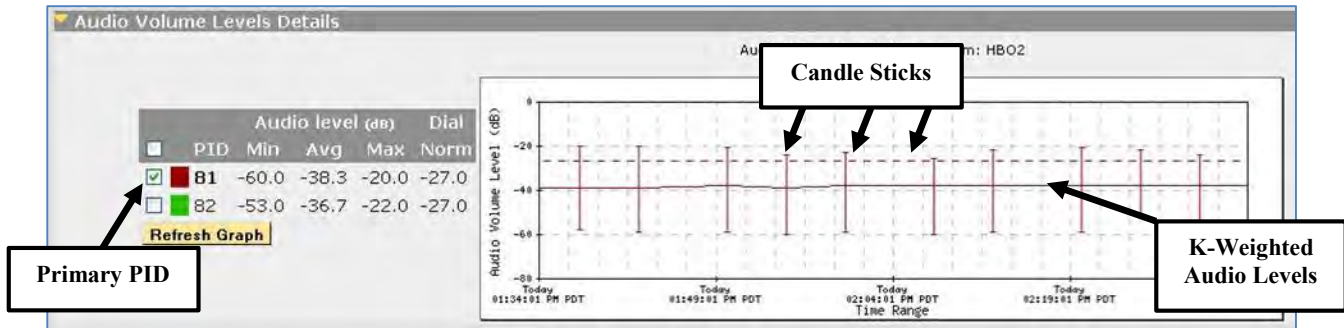 Audio Volume Levels Details
Au m: HBO2
Candle Sticks
Audio level (dB) Dial
PID Min Avg Max Norm
81 -60.0 -38.3 -20.0 -27.0
82 -53.0 -36.7 -22.0 -27.0
Refresh Graph
Primary PID
Audio Volume Level (dB)
0
-20
-40
-60
-80
Today Today Today Today
01:34:01 PM PDT 01:49:01 PM PDT 02:04:01 PM PDT 02:19:01 PM PDT
Time Range
K-Weighted
Audio Levels